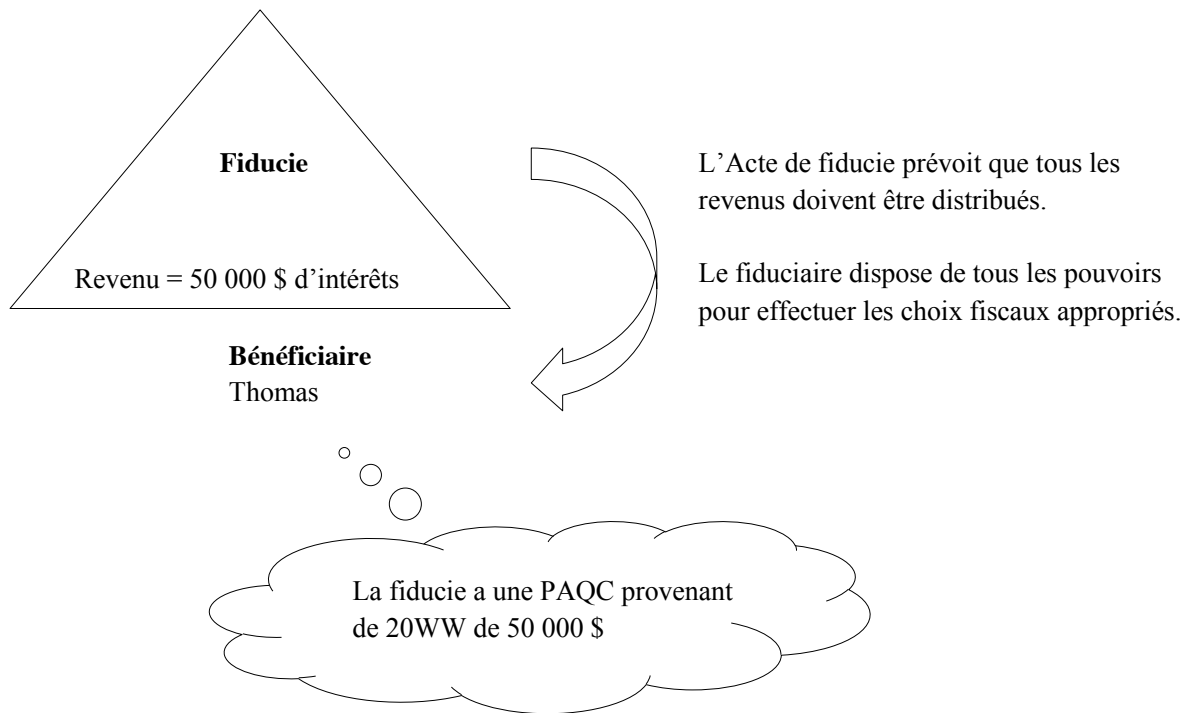 Fiducie
L’Acte de fiducie prévoit que tous les
revenus doivent être distribués.
Revenu = 50 000 $ d’intérêts
Le fiduciaire dispose de tous les pouvoirs
pour effectuer les choix fiscaux appropriés.
Bénéficiaire
Thomas
La fiducie a une PAQC provenant
de 20WW de 50 000 $